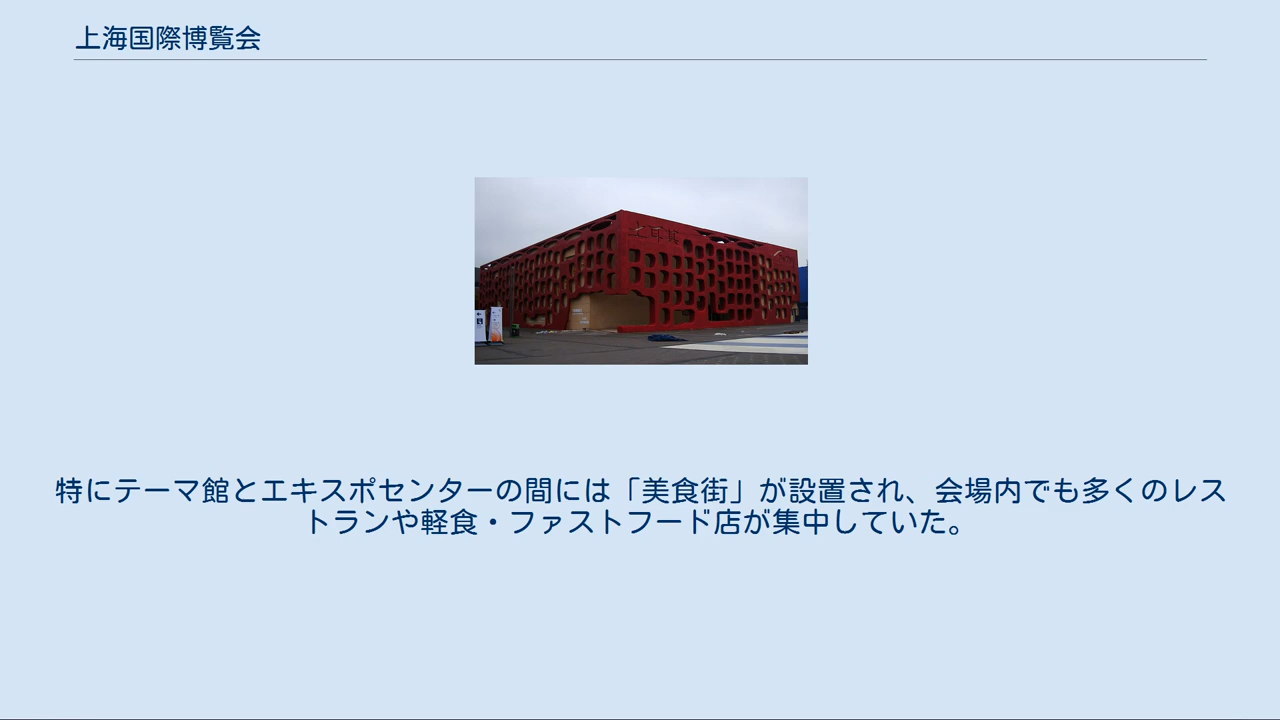 上海国際博覧会
土耳其
特にテーマ館とエキスポセンターの間には「美食街」が設置され、会場内でも多くのレス
トランや軽食・ファストフード店が集中していた。